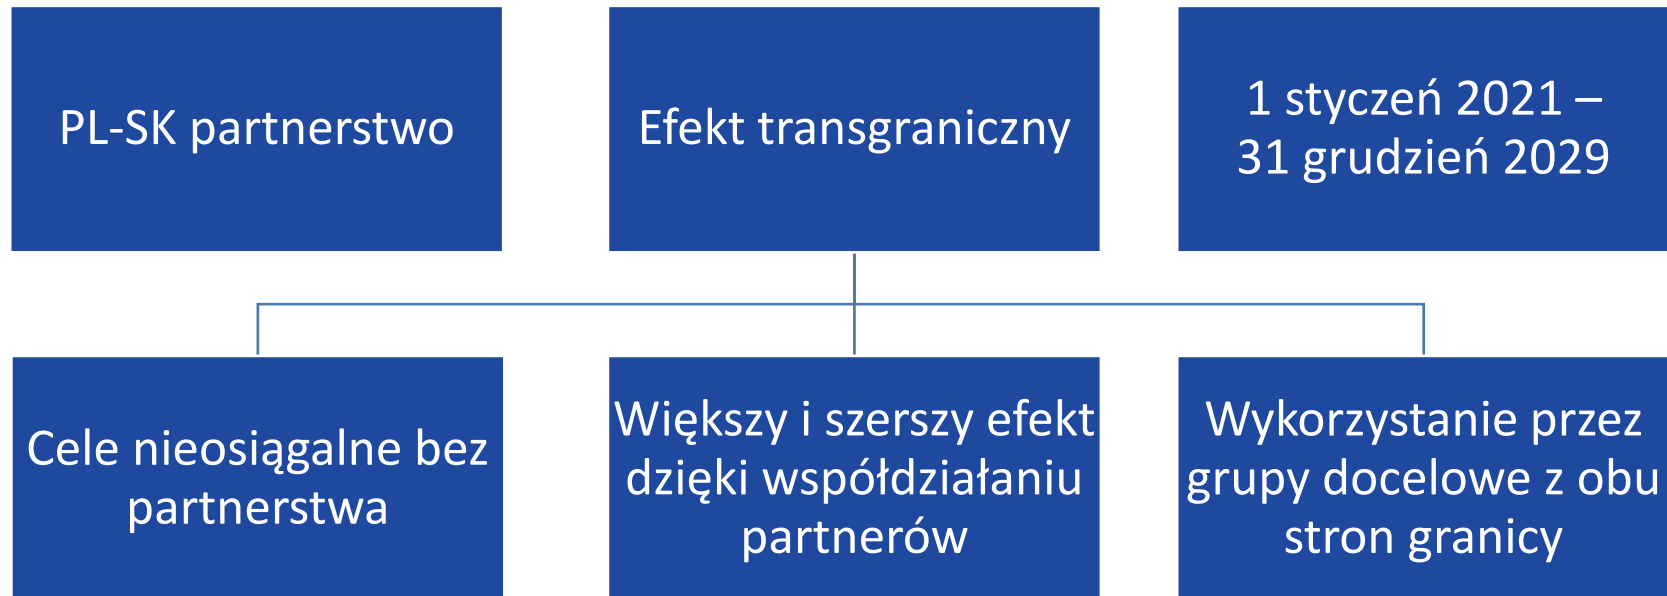 PL-SK partnerstwo
Efekt transgraniczny
1 styczeń 2021 –
31 grudzień 2029
Cele nieosiągalne bez
partnerstwa
Większy i szerszy efekt
dzięki współdziałaniu
partnerów
Wykorzystanie przez
grupy docelowe z obu
stron granicy